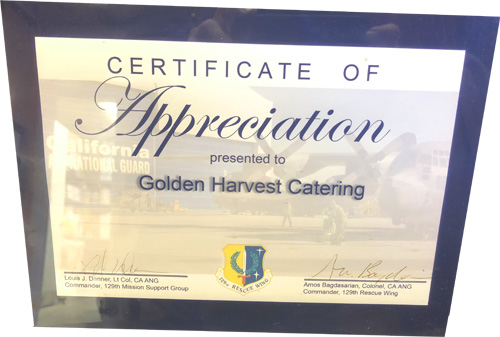 CERTIFICATE OF
Appreciation
presented to
Golden Harvest Catering
California
NATIONAL GUARD
Louis J. Donner, Lt Col, CA ANG
Commander, 129th Mission Support Group
129th RESCUE WING
Amos Bagdasarian, Colonel, CA ANG
Commander, 129th Rescue Wing